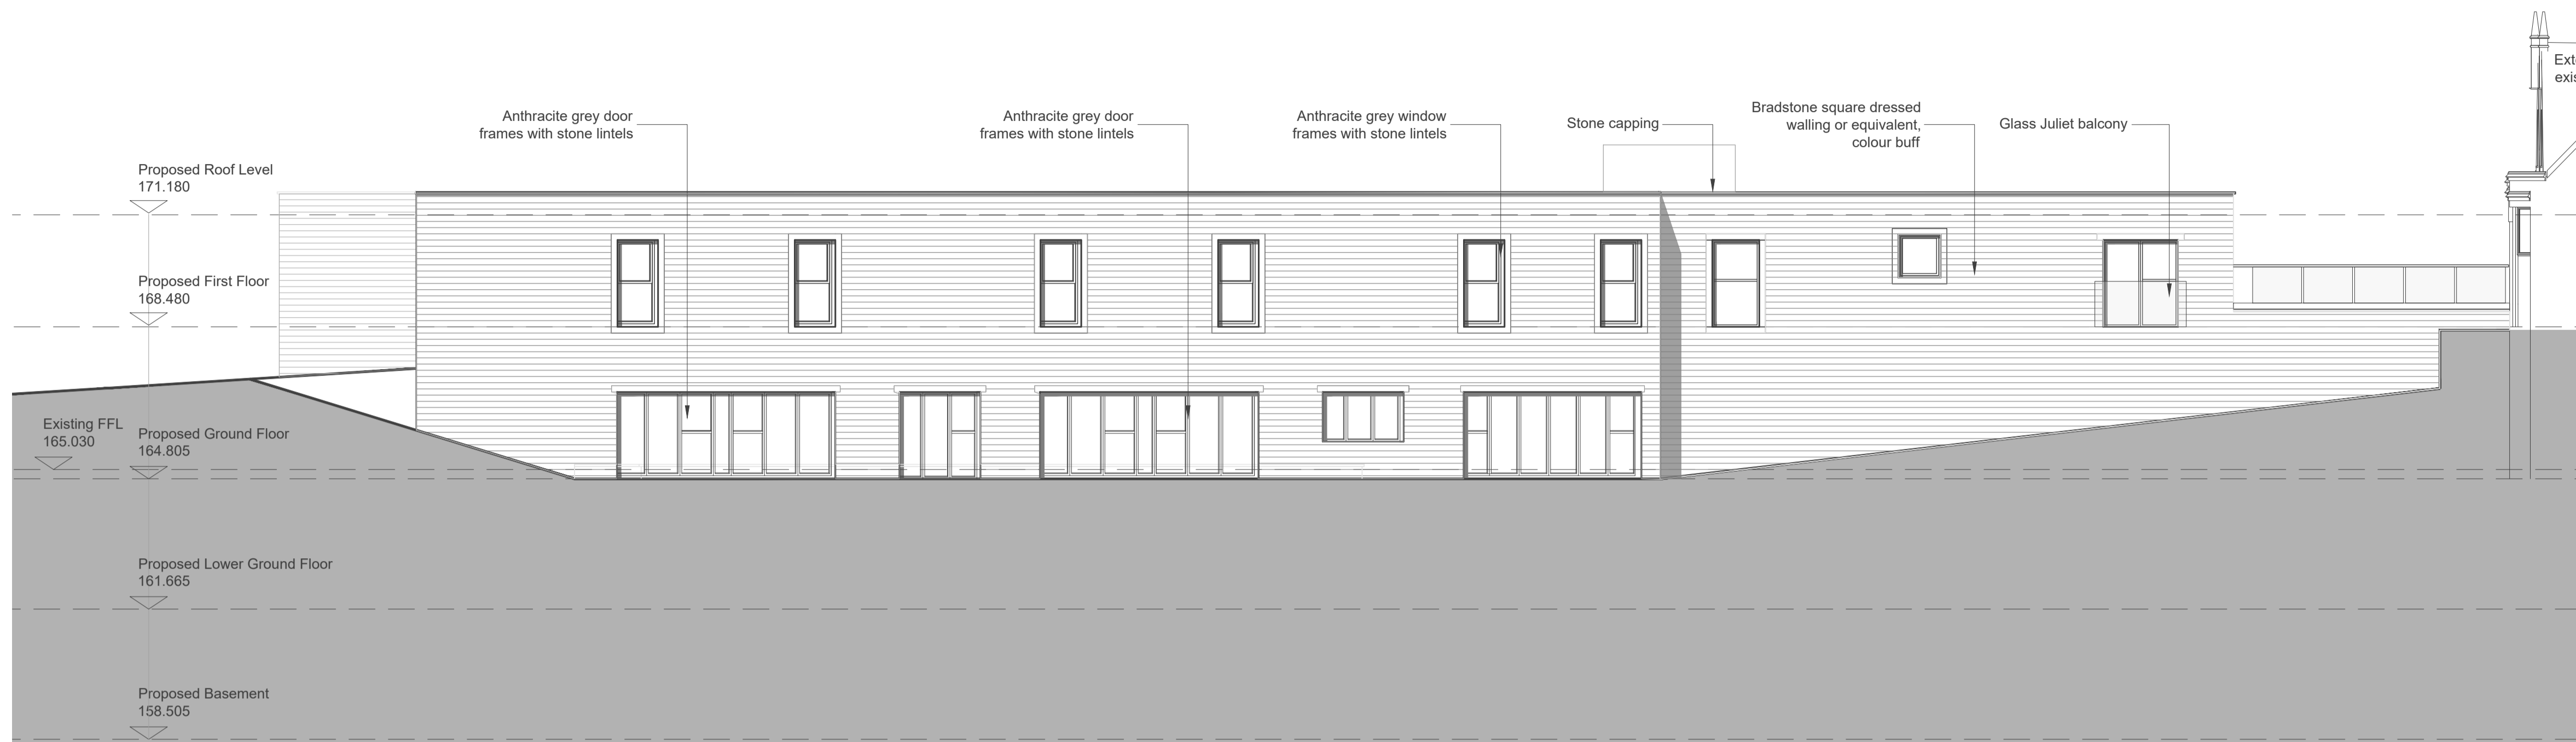 Exte
exis
Anthracite grey door
frames with stone lintels
Anthracite grey door
frames with stone lintels
Anthracite grey window
frames with stone lintels
Stone capping
Bradstone square dressed
walling or equivalent,
colour buff
Glass Juliet balcony
Proposed Roof Level
171.180
Proposed First Floor
168.480
Existing FFL
165.030
Proposed Ground Floor
164.805
Proposed Lower Ground Floor
161.665
Proposed Basement
158.505